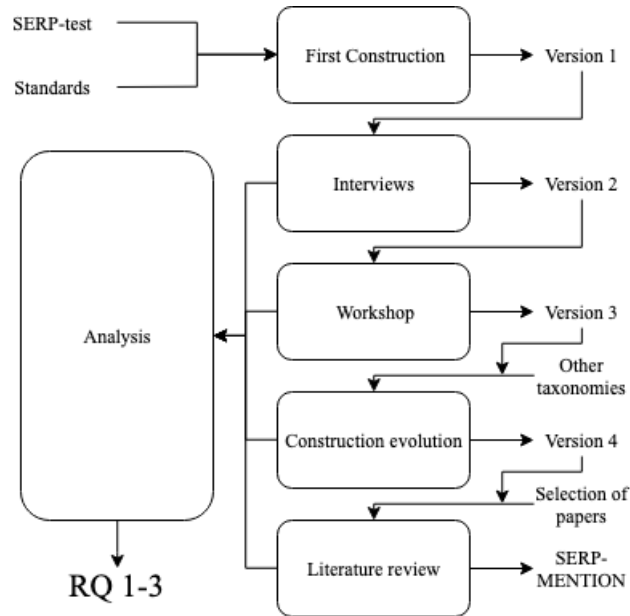 SERP-test
First Construction
Version 1
Standards
Interviews
Version 2
Analysis
Workshop
Version 3
Other
taxonomies
Construction evolution
Version 4
Selection of
papers
RQ 1-3
Literature review
SERP-
MENTION